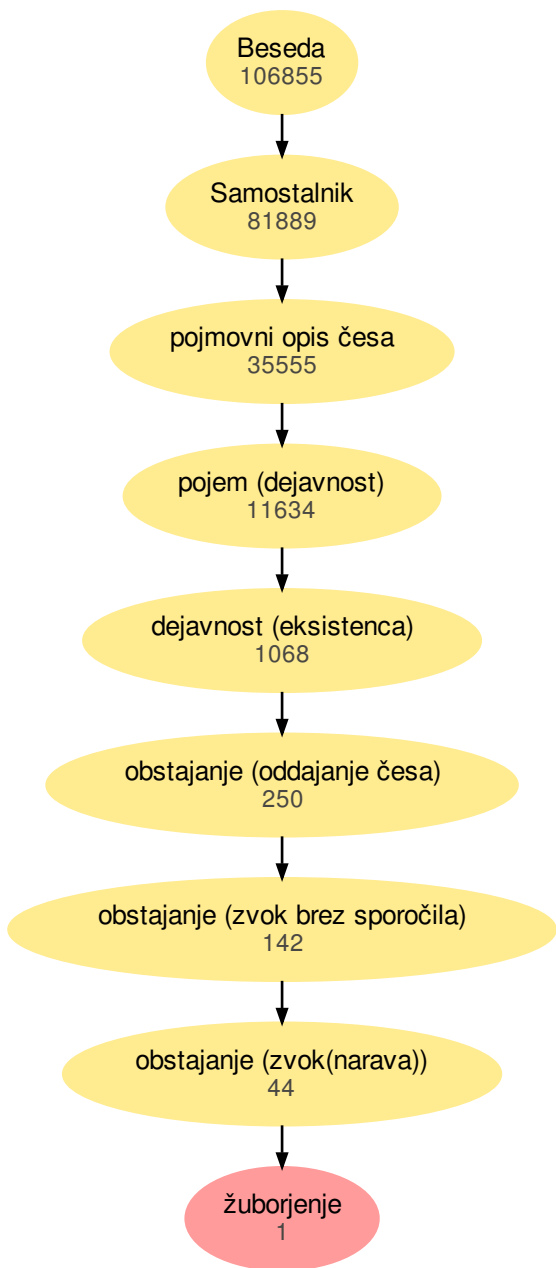 Beseda
106855
Samostalnik
81889
pojmovni opis česa
35555
pojem (dejavnost)
11634
dejavnost (eksistenca)
1068
obstajanje (oddajanje česa)
250
obstajanje (zvok brez sporočila)
142
obstajanje (zvok(narava))
44
žuborjenje
1